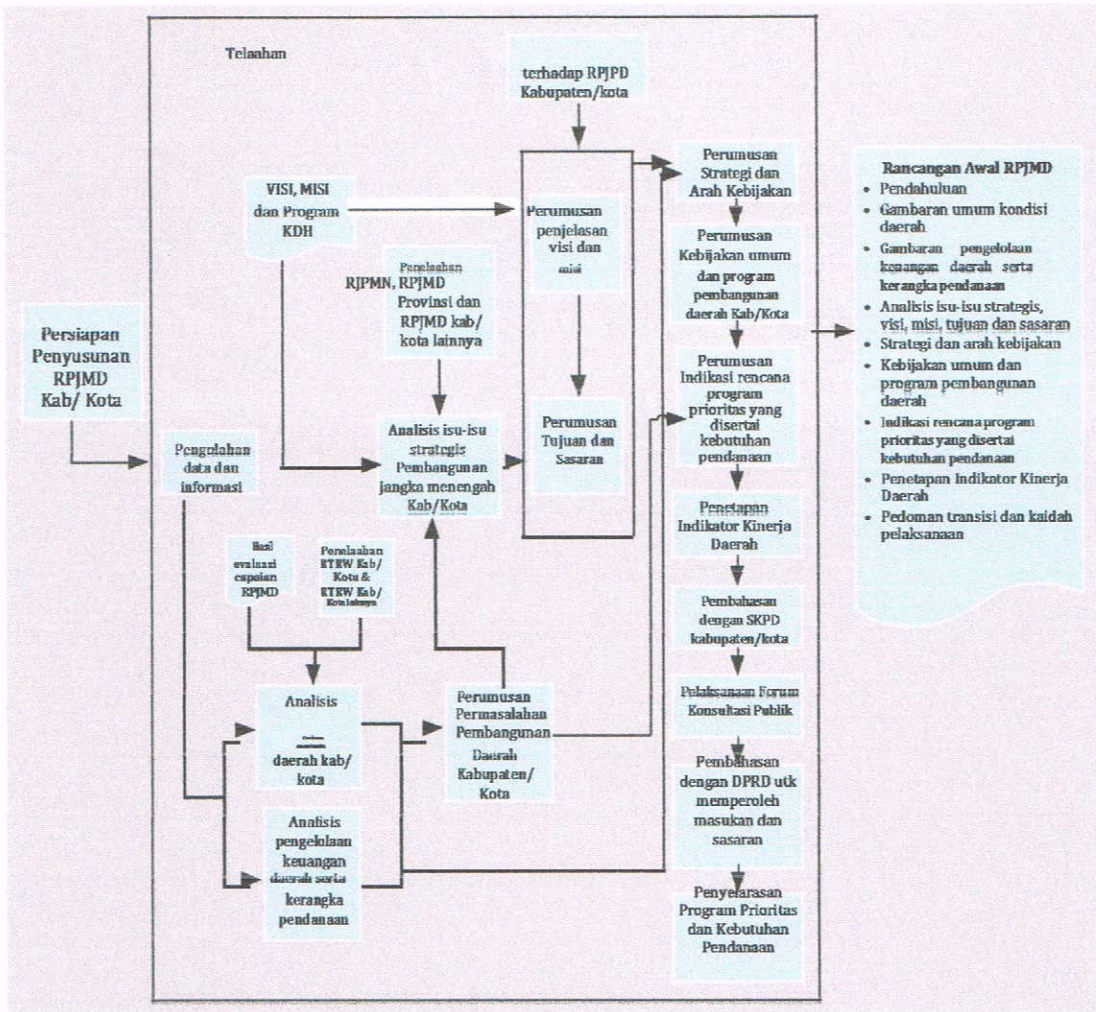 Telaahan
terhadap RPJPD
Kabupaten/kota
VISI, MISI
dan Program
KDH
Penelaahan
RJPMN, RPJMD
Provinsi dan
RPJMD kab/
kota lainnya
Perumusan
penjelasan
visi dan
misi
Perumusan
Strategi dan
Arah Kebijakan
Perumusan
Kebijakan umum
dan program
pembangunan
daerah Kab/Kota
Persiapan
Penyusunan
RPJMD
Kab/ Kota
Pengolahan
data dan
informasi
Analisis isu-isu
strategis
Pembangunan
jangka menengah
Kab/Kota
Perumusan
Tujuan dan
Sasaran
Perumusan
Indikasi rencana
program
prioritas yang
disertai
kebutuhan
pendanaan
Penetapan
Indikator Kinerja
Daerah
Hasil
evaluasi
capaian
RPJMD
Penelaahan
RTRW Kab/
Kota &
RTRW Kab/
Kota lainnya
Pembahasan
dengan SKPD
kabupaten/kota
Analisis
daerah kab/
kota
Perumusan
Permasalahan
Pembangunan
Daerah
Kabupaten/
Kota
Pelaksanaan Forum
Konsultasi Publik
Analisis
pengelolaan
keuangan
daerah serta
kerangka
pendanaan
Pembahasan
dengan DPRD utk
memperoleh
masukan dan
sasaran
Penyelarasan
Program Prioritas
dan Kebutuhan
Pendanaan
Rancangan Awal RPJMD
• Pendahuluan
• Gambaran umum kondisi
daerah
• Gambaran pengelolaan
keuangan daerah serta
kerangka pendanaan
• Analisis isu-isu strategis,
visi, misi, tujuan dan sasaran
• Strategi dan arah kebijakan
• Kebijakan umum dan
program pembangunan
daerah
• Indikasi rencana program
prioritas yang disertai
kebutuhan pendanaan
• Penetapan Indikator Kinerja
Daerah
• Pedoman transisi dan kaidah
pelaksanaan